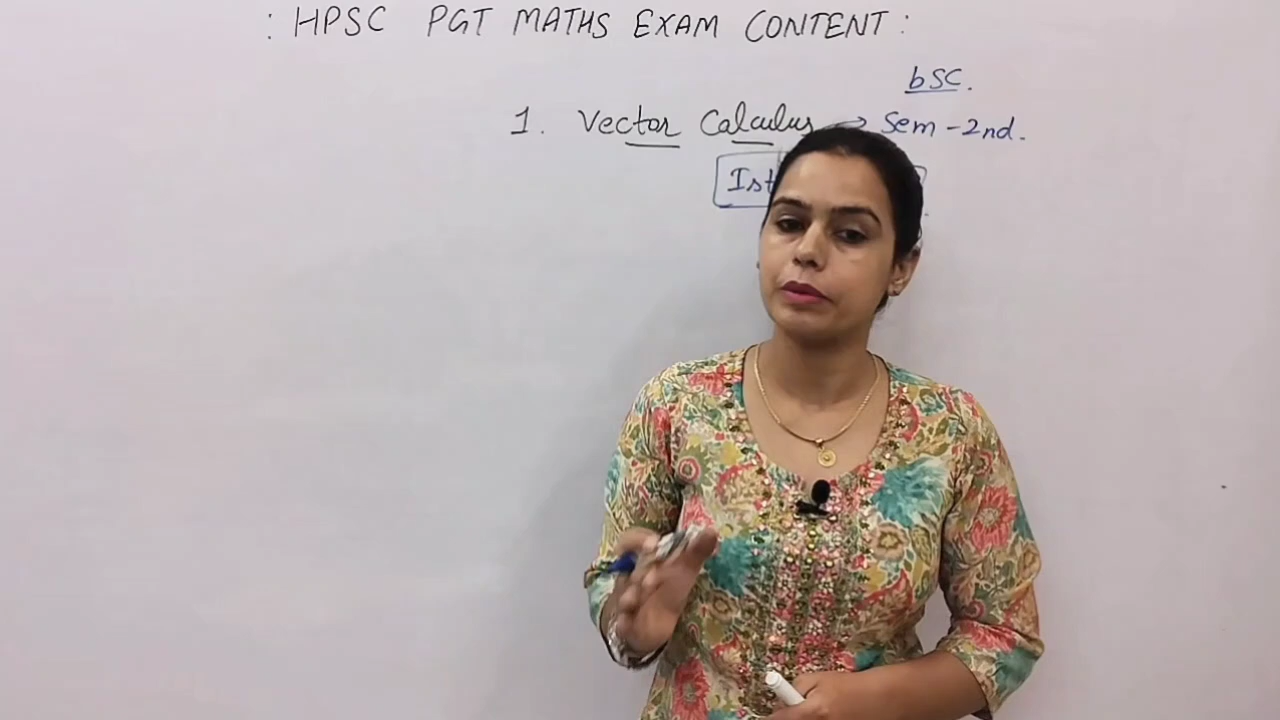 : HPSC PGT MATHS EXAM CONTENT :
bSC.
1. Vector Calculus → Sem-2nd.
Ist